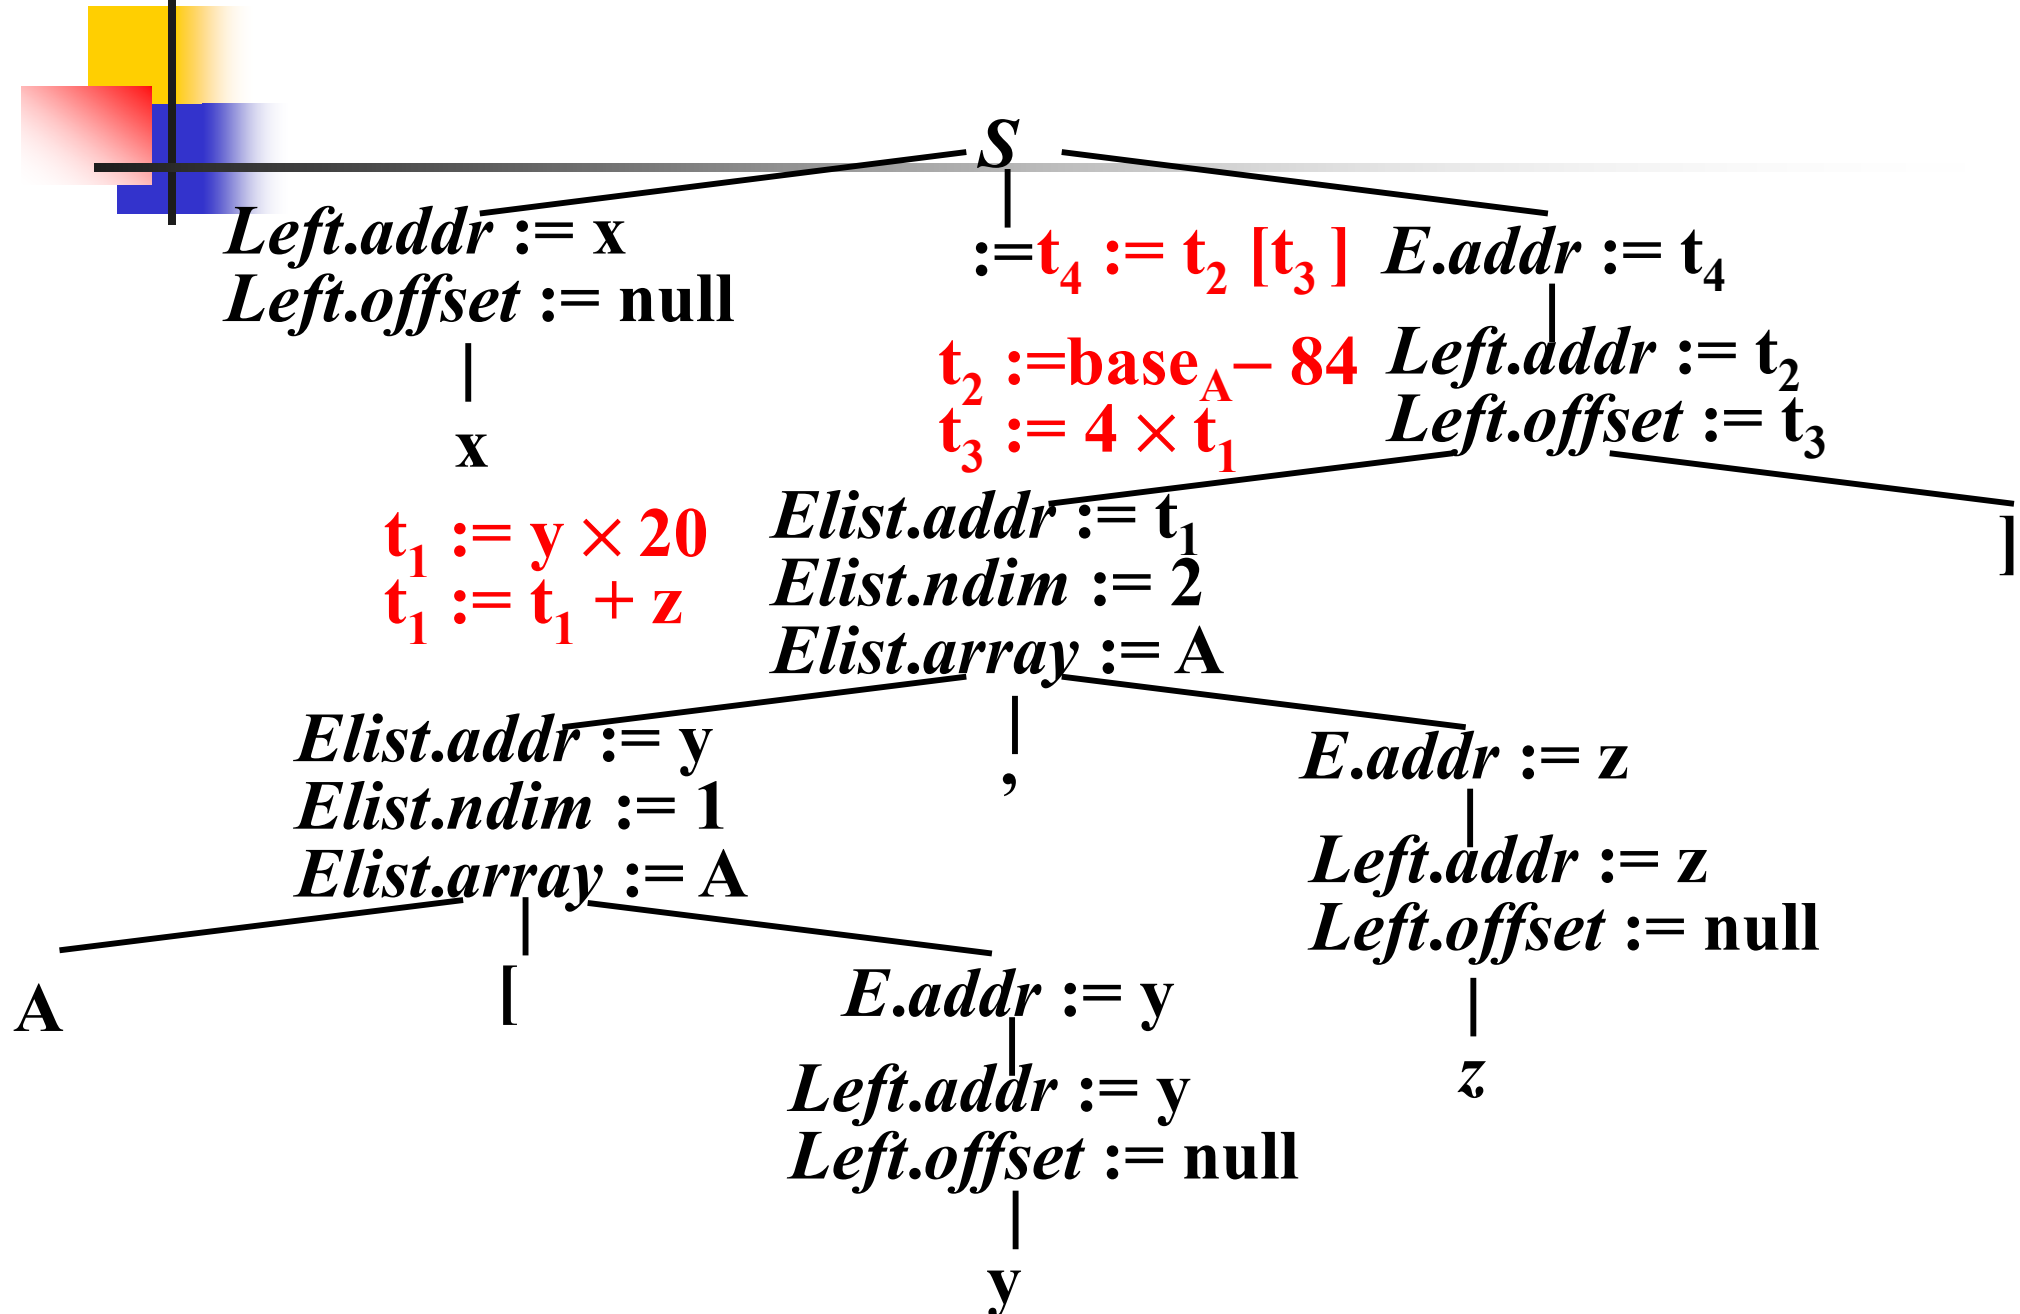 S
Left.addr := x
Left.offset := null
:=
t₄ := t₂ [t₃ ]
E.addr := t₄
t₂ :=base_A– 84
t₃ := 4 × t₁
Left.addr := t₂
Left.offset := t₃
x
t₁ := y × 20
t₁ := t₁ + z
Elist.addr := t₁
Elist.ndim := 2
Elist.array := A
]
Elist.addr := y
Elist.ndim := 1
Elist.array := A
,
E.addr := z
Left.addr := z
Left.offset := null
A
[
E.addr := y
z
Left.addr := y
Left.offset := null
y